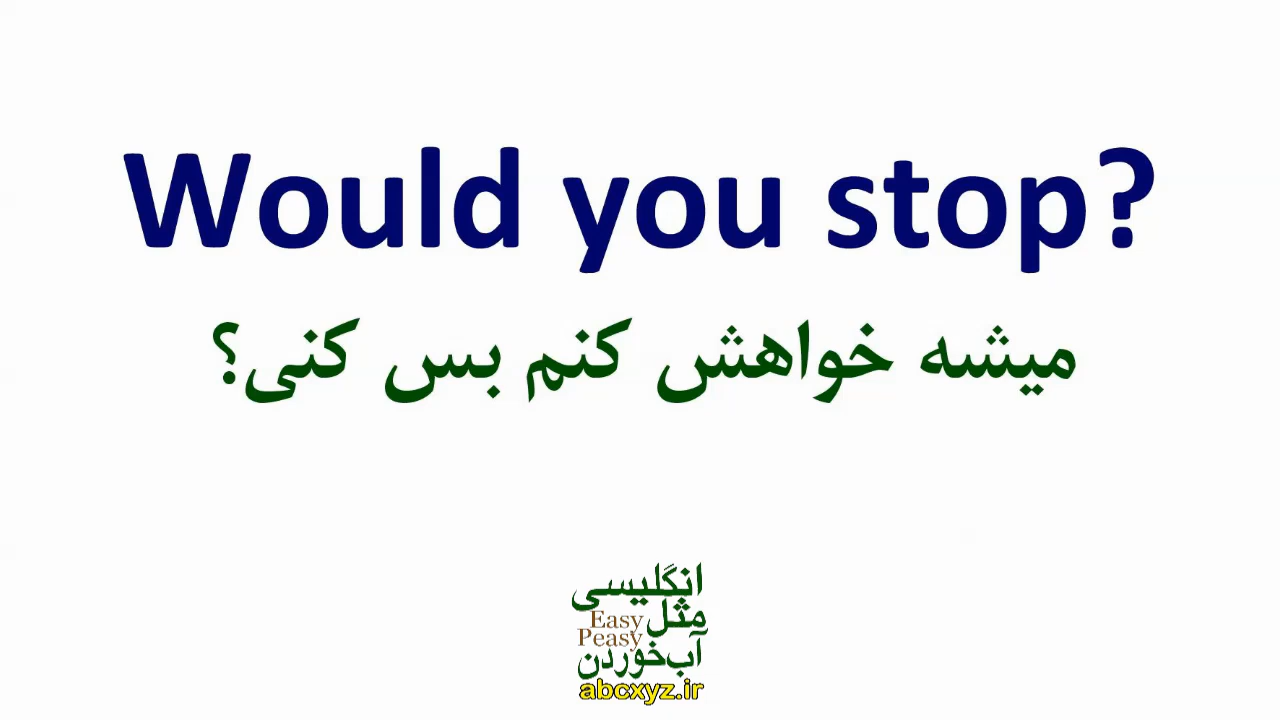 Would you stop?
میشه خواهش کنم بس کنی؟
انگلیسی
مثل
Easy
Peasy
آب‌خوردن
abcxyz.ir